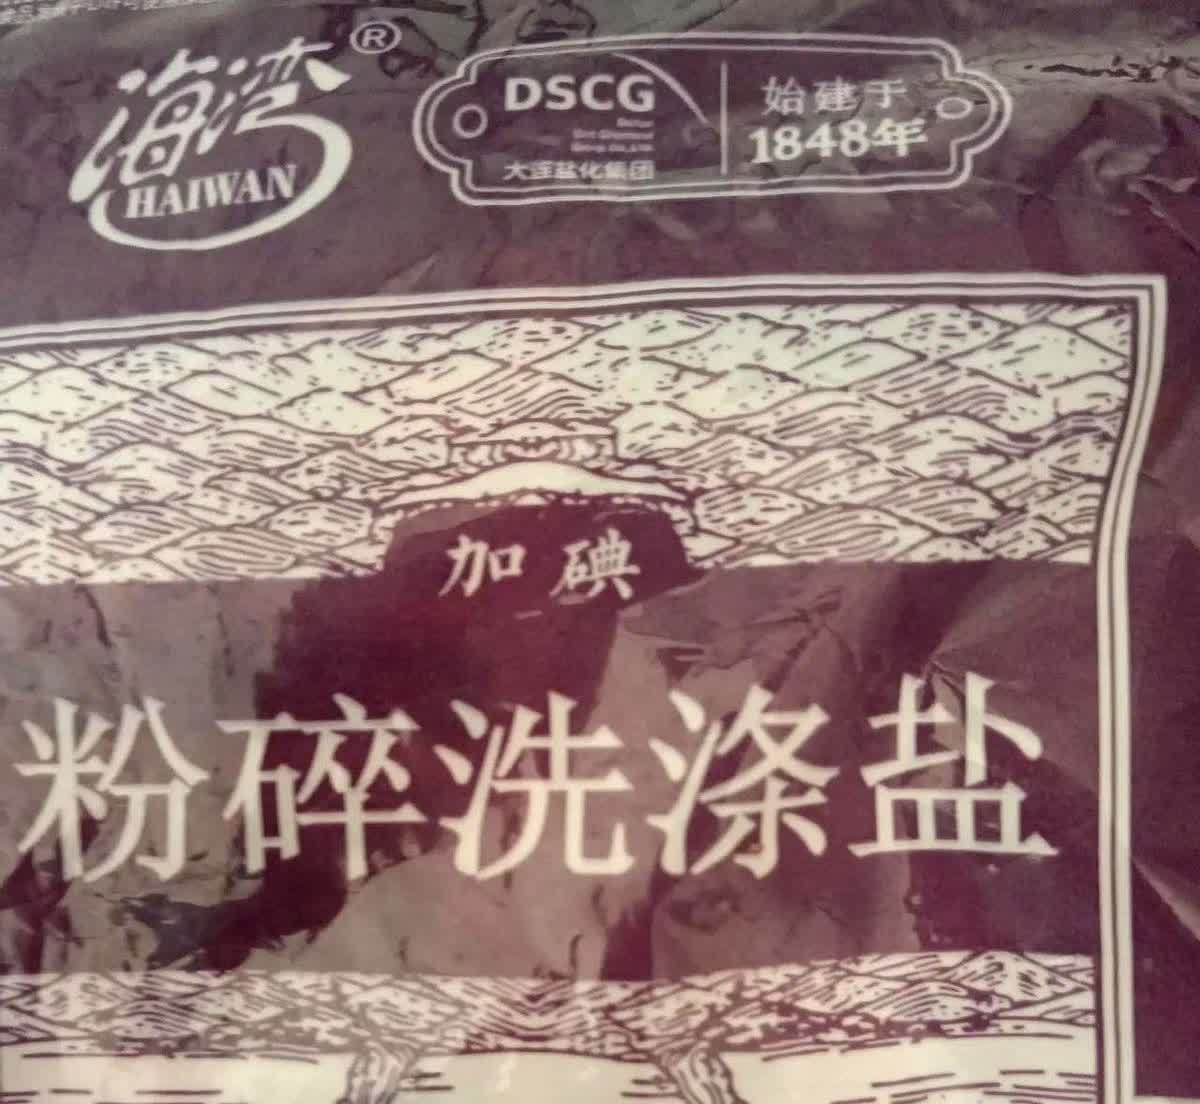 海湾®
HAIWAN
DSCG
大连盐化集团
始建于
1848年
加碘
粉碎洗涤盐